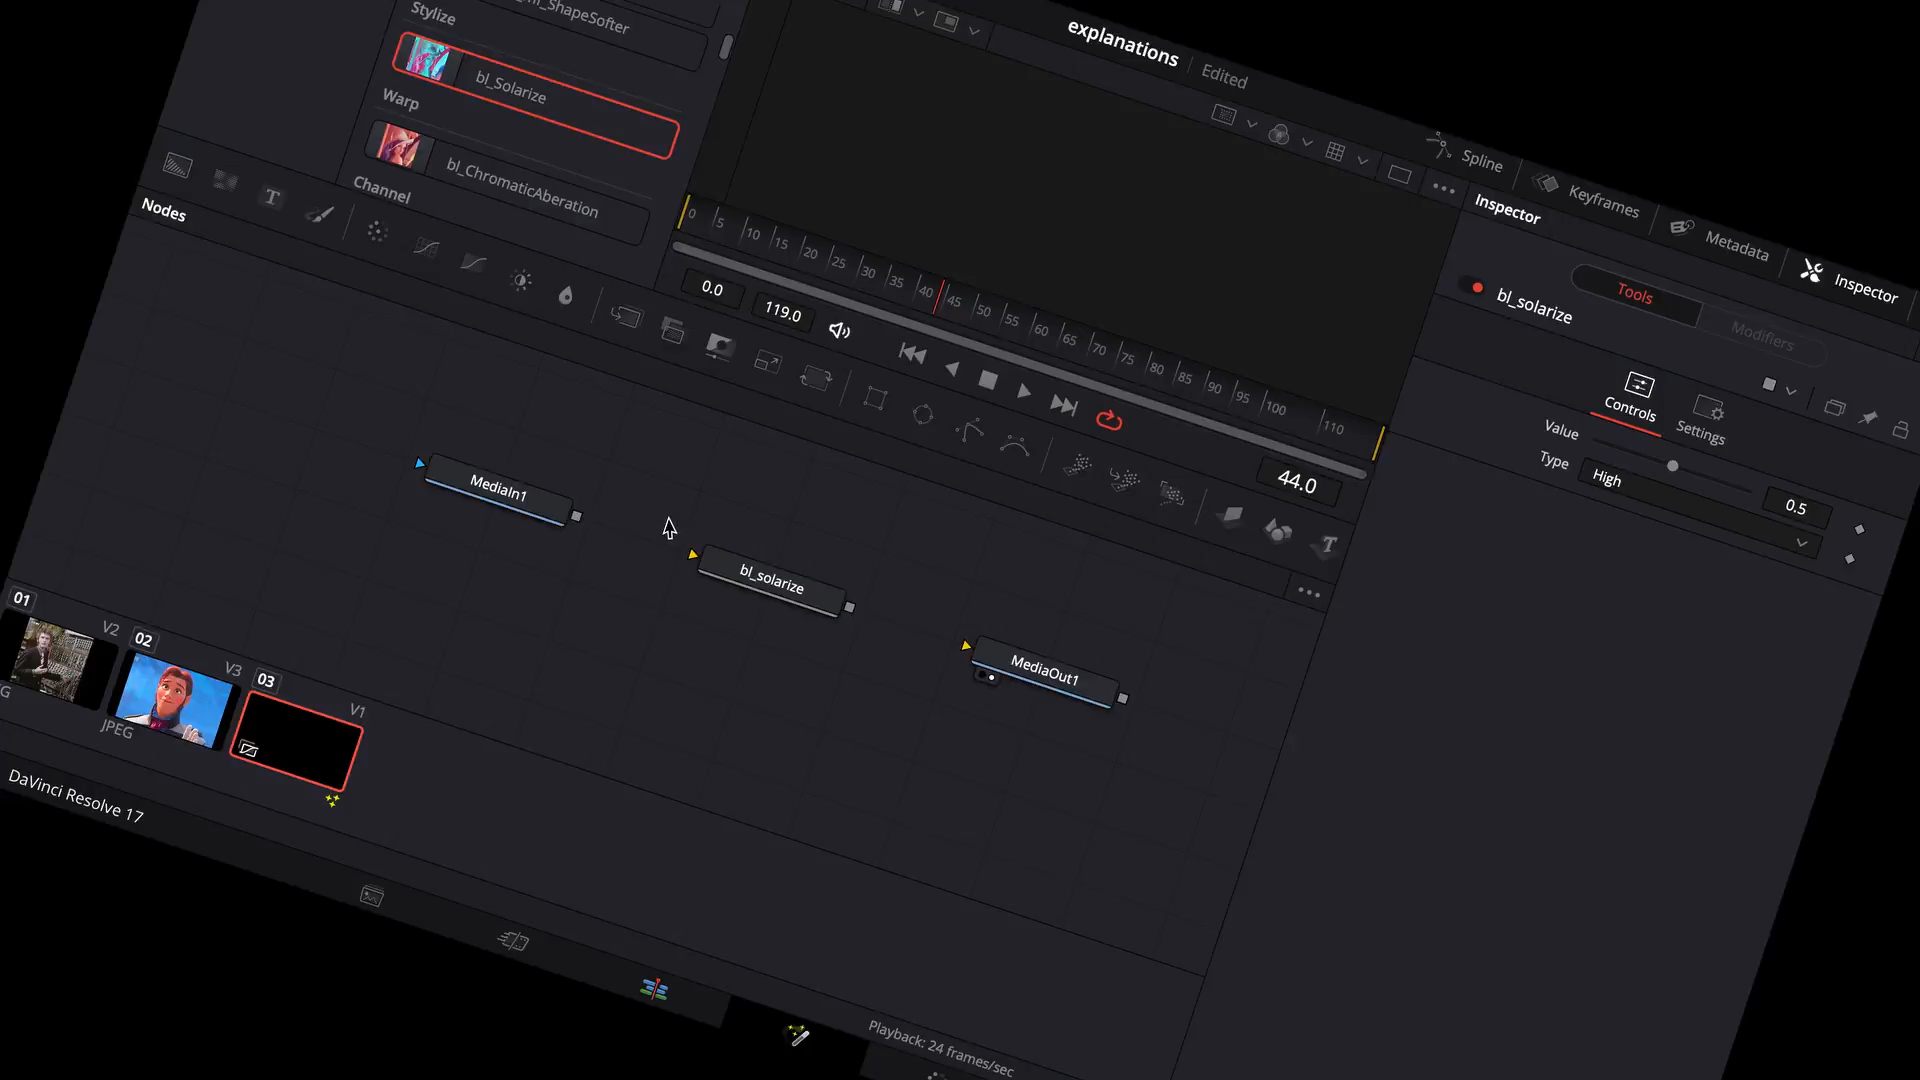 Stylize
ShapeSofter
bl_Solarize
Warp
bl_ChromaticAberation
Channel
explanations
Edited
Spline
Keyframes
Metadata
Inspector
Inspector
Nodes
T
0 5 10 15 20 25 30 35 40 45 50 55 60 65 70 75 80 85 90 95 100 110
0.0
119.0
44.0
bl_solarize
Tools
Modifiers
Controls
Settings
Value
0.5
Type
High
T
MediaIn1
bl_solarize
MediaOut1
01
V2
02
V3
03
V1
G
JPEG
DaVinci Resolve 17
Playback: 24 frames/sec